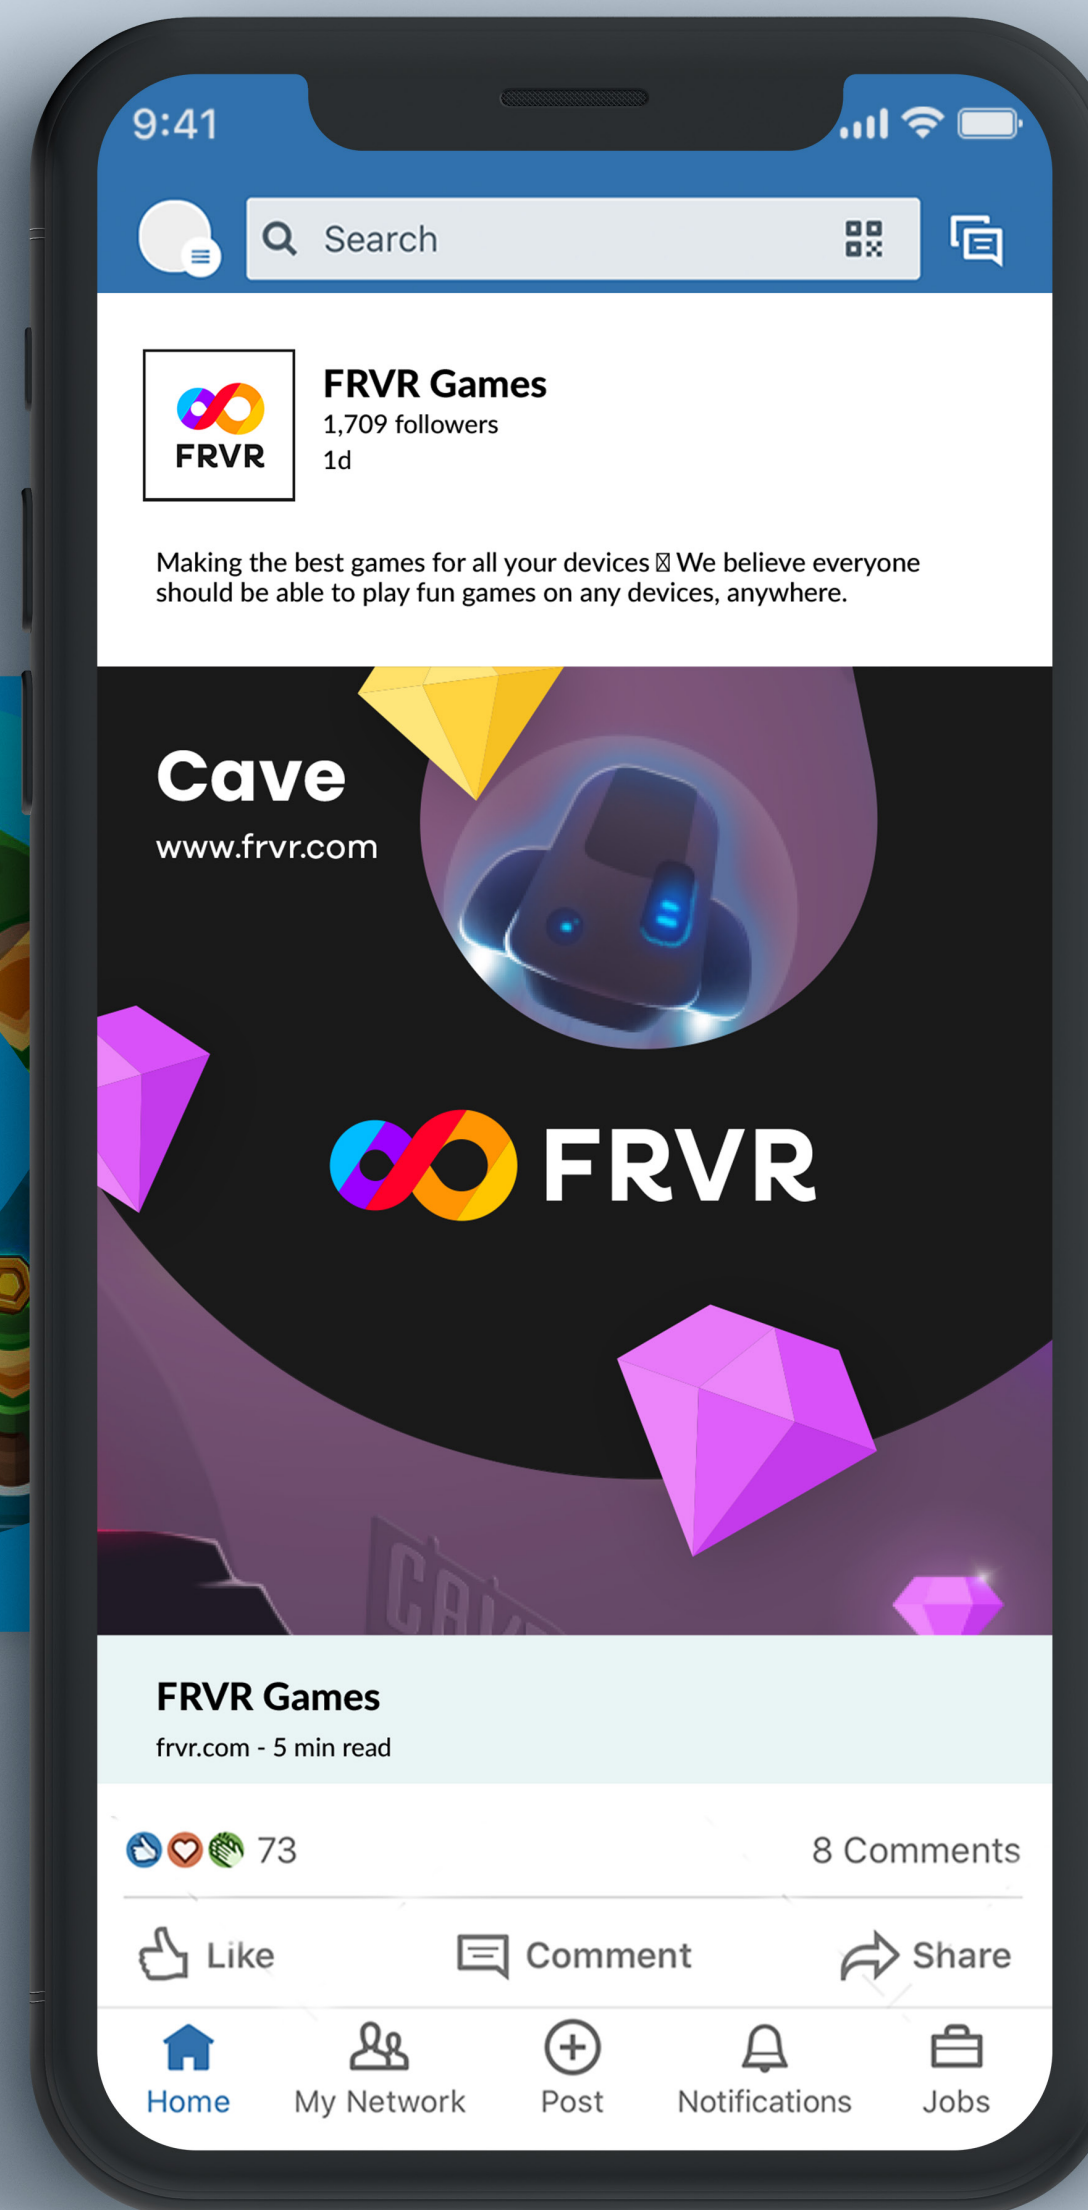 9:41
Search
FRVR Games
1,709 followers
FRVR
1d
Making the best games for all your devices 🛛 We believe everyone
should be able to play fun games on any devices, anywhere.
Cave
www.frvr.com
FRVR
FRVR Games
frvr.com - 5 min read
73
8 Comments
Like
Comment
Share
Home
My Network
Post
Notifications
Jobs